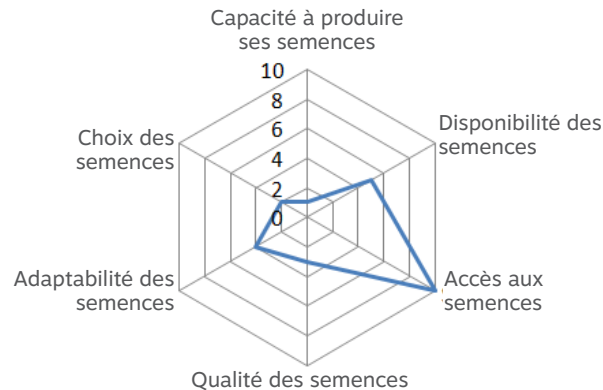 Capacité à produire
ses semences
10
8
6
4
2
0
Disponibilité des
semences
Accès aux
semences
Qualité des semences
Adaptabilité des
semences
Choix des
semences